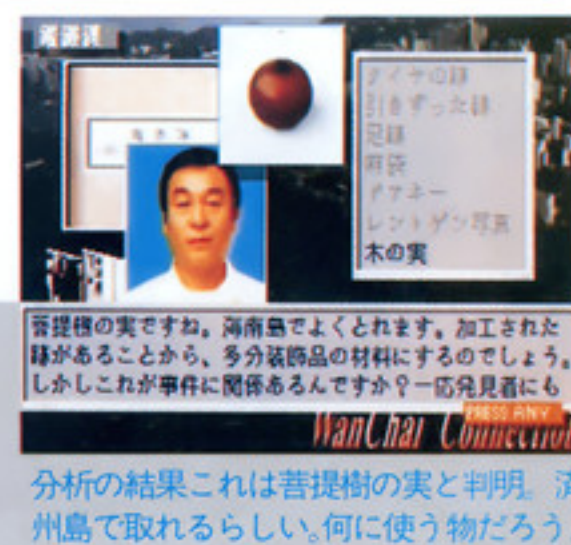 タイヤの跡
引きずった跡
足跡
麻袋
レントゲン写真
木の実
菩提樹の実ですね。海南島でよくとれます。加工された
跡があることから、多分装飾品の材料にするのでしょう。
しかしこれが事件に関係あるんですか？一応発見者にも
PRESS ANY
WanChai Connection
分析の結果これは菩提樹の実と判明。済
州島で取れるらしい。何に使う物だろう